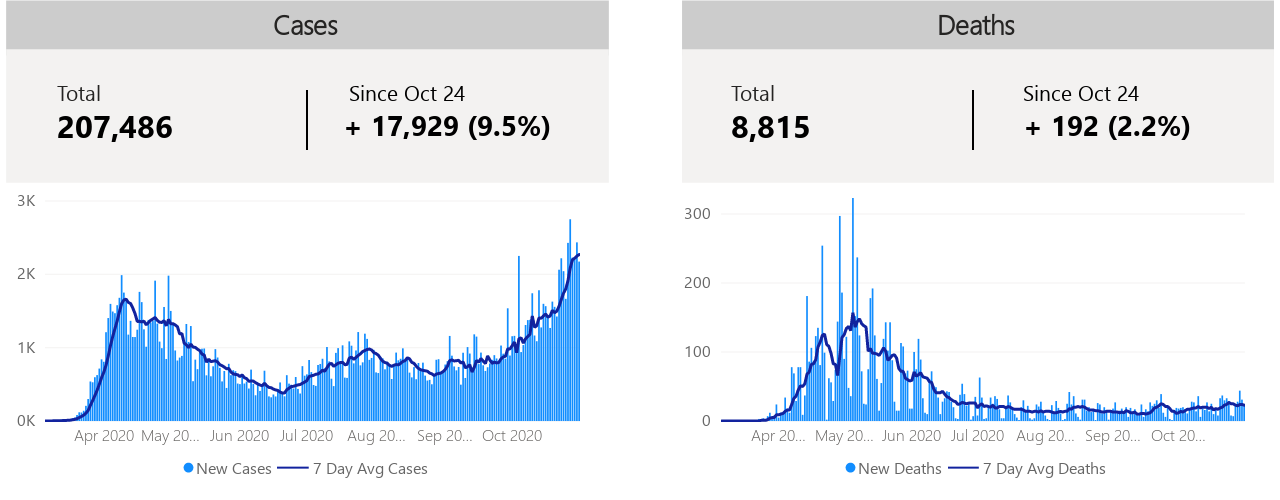 Cases
Total
Since Oct 24
207,486
+ 17,929 (9.5%)
3K
2K
1K
0K
Apr 2020 May 20... Jun 2020 Jul 2020 Aug 20... Sep 20... Oct 2020
New Cases 7 Day Avg Cases
Deaths
Total
Since Oct 24
8,815
+ 192 (2.2%)
300
200
100
0
Apr 20... May 20... Jun 2020 Jul 2020 Aug 20... Sep 20... Oct 20...
New Deaths 7 Day Avg Deaths